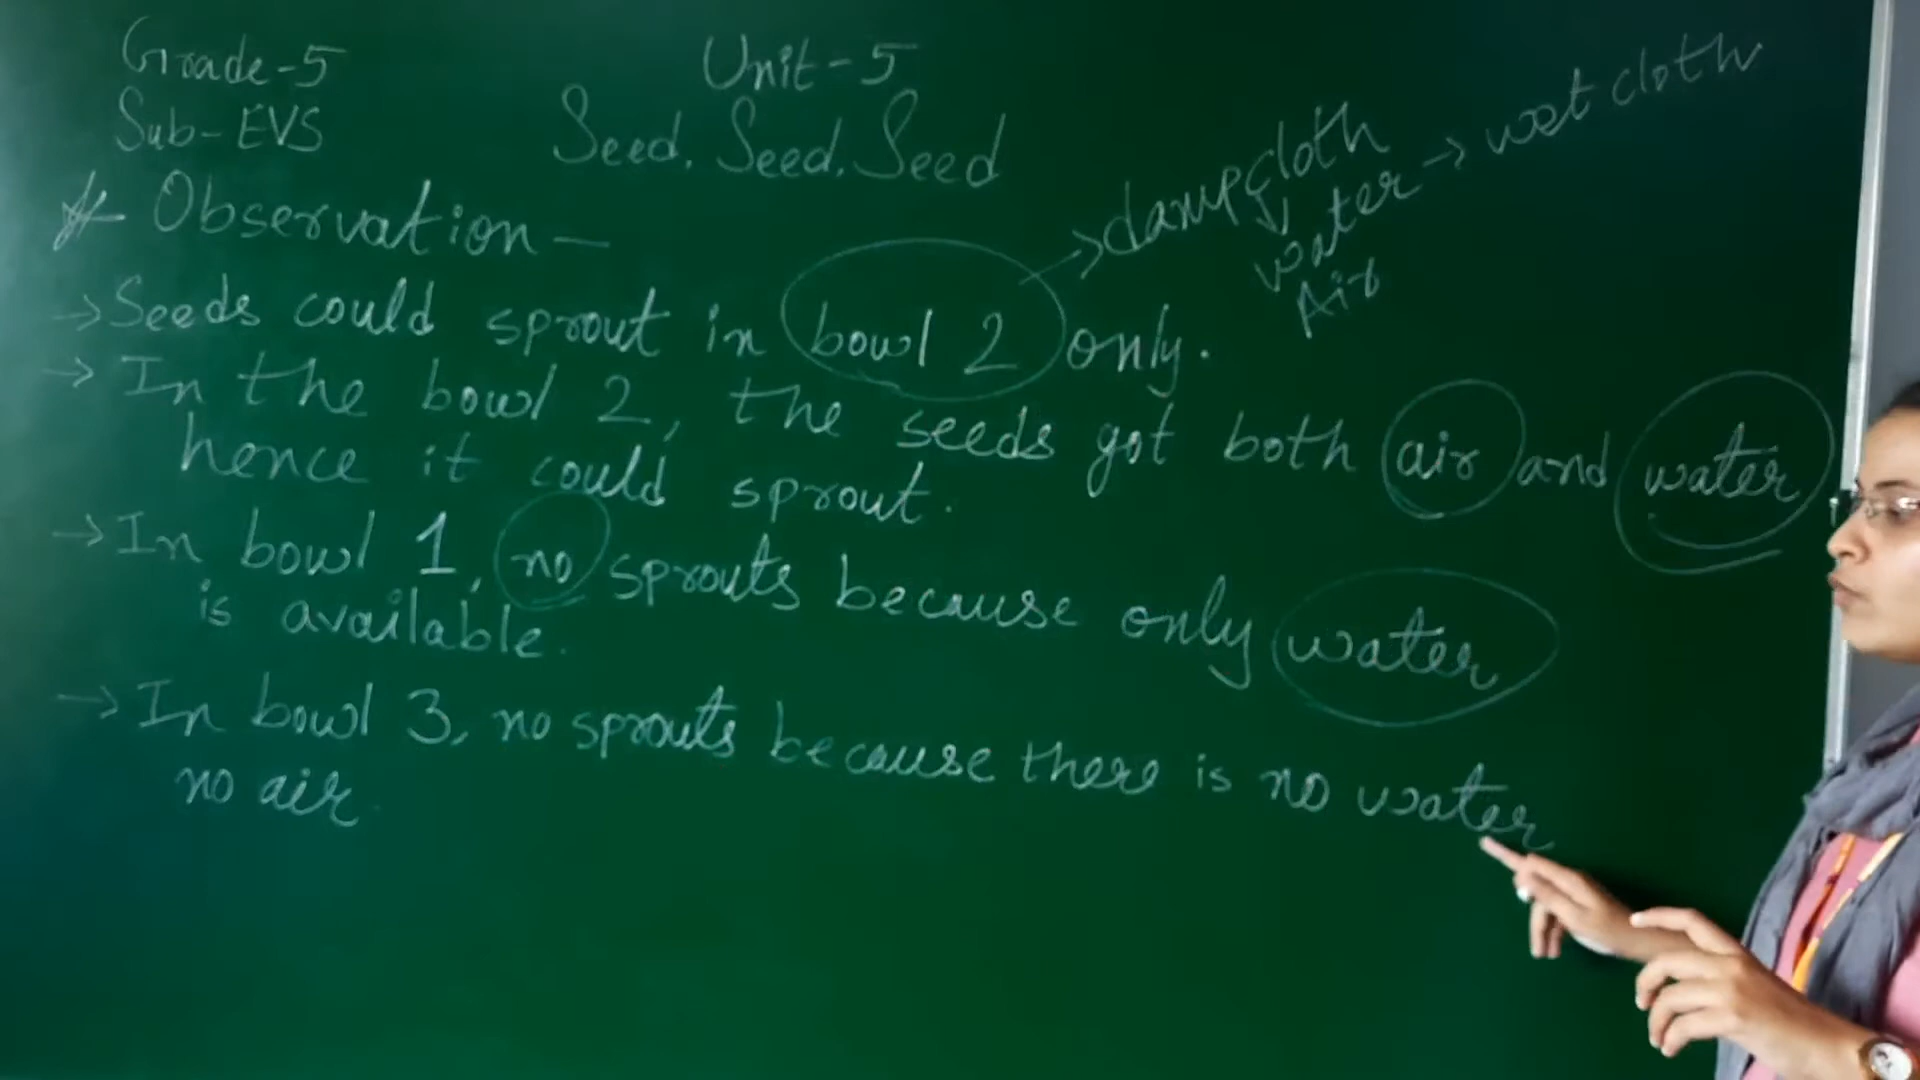 Grade-5
Sub-EVS
Unit-5
Seed, Seed, Seed
Observation-
→Seeds could sprout in bowl 2 only.
→damp cloth
water → wet cloth
Air
→ In the bowl 2, the seeds got both air and water
hence it could sprout.
→In bowl 1, no sprouts because only water
is available.
→ In bowl 3, no sprouts because there is no water
no air.